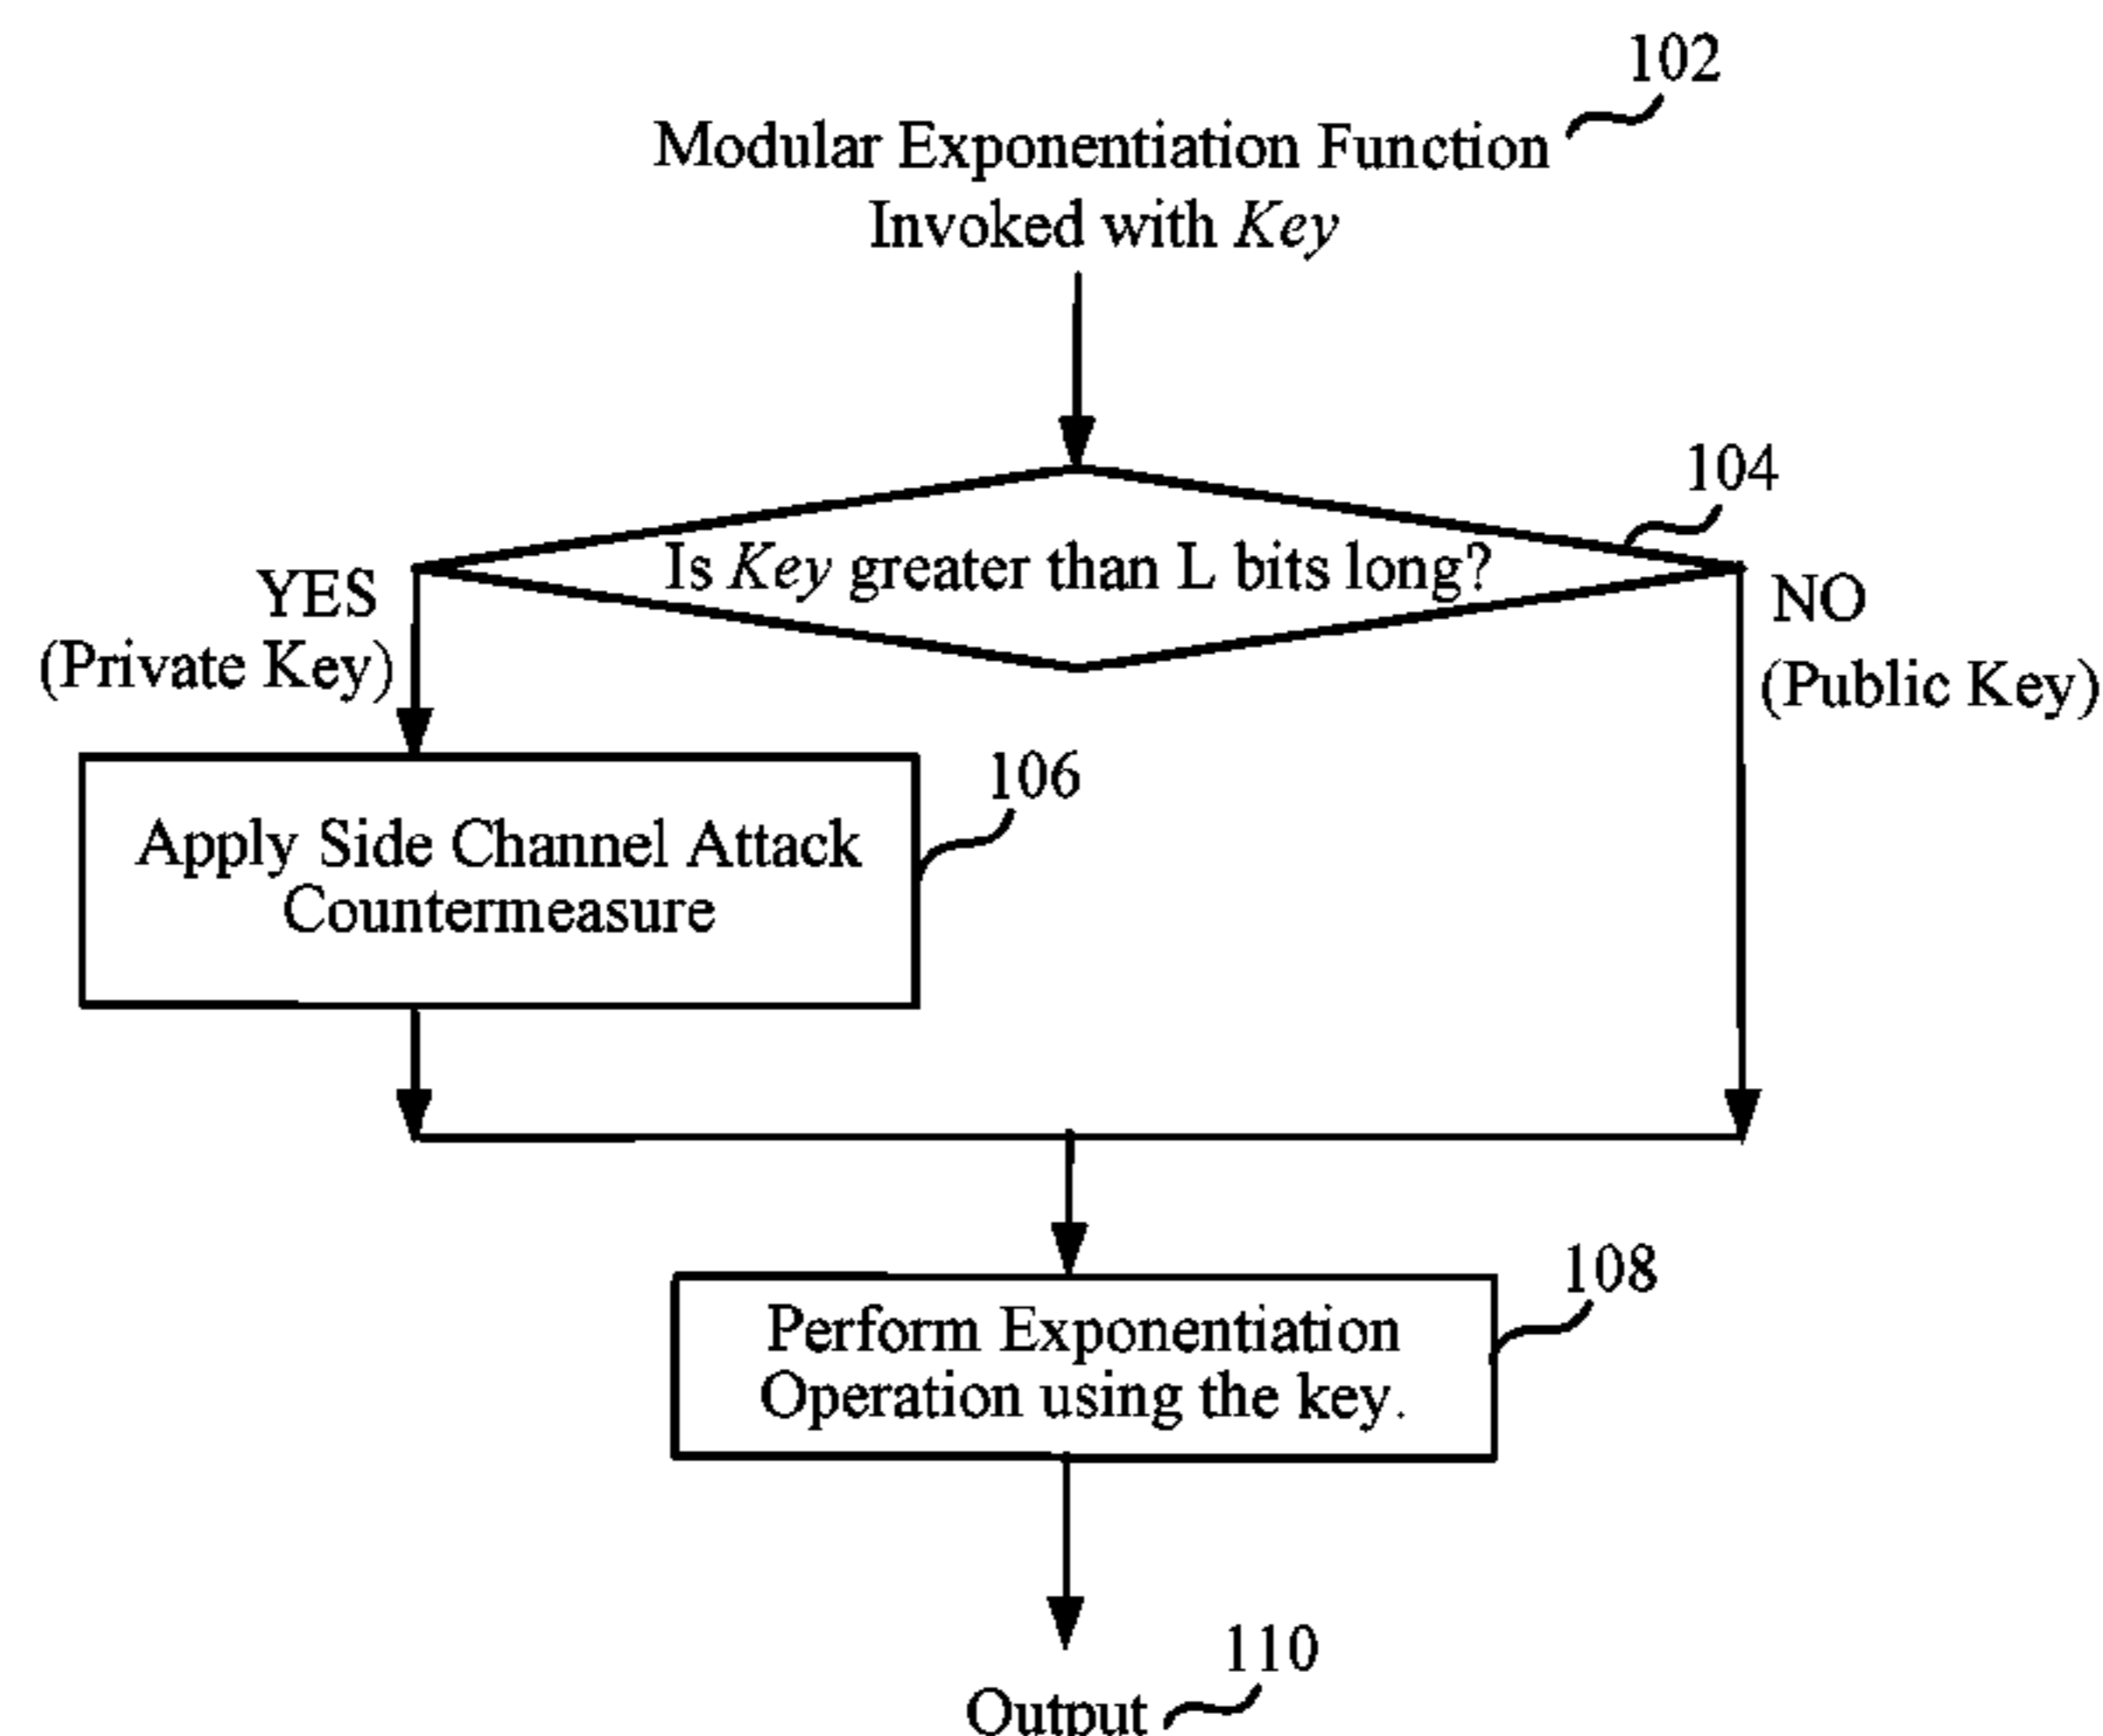 102
Modular Exponentiation Function
Invoked with Key
104
Is Key greater than L bits long?
YES
(Private Key)
NO
(Public Key)
106
Apply Side Channel Attack
Countermeasure
108
Perform Exponentiation
Operation using the key.
110
Output